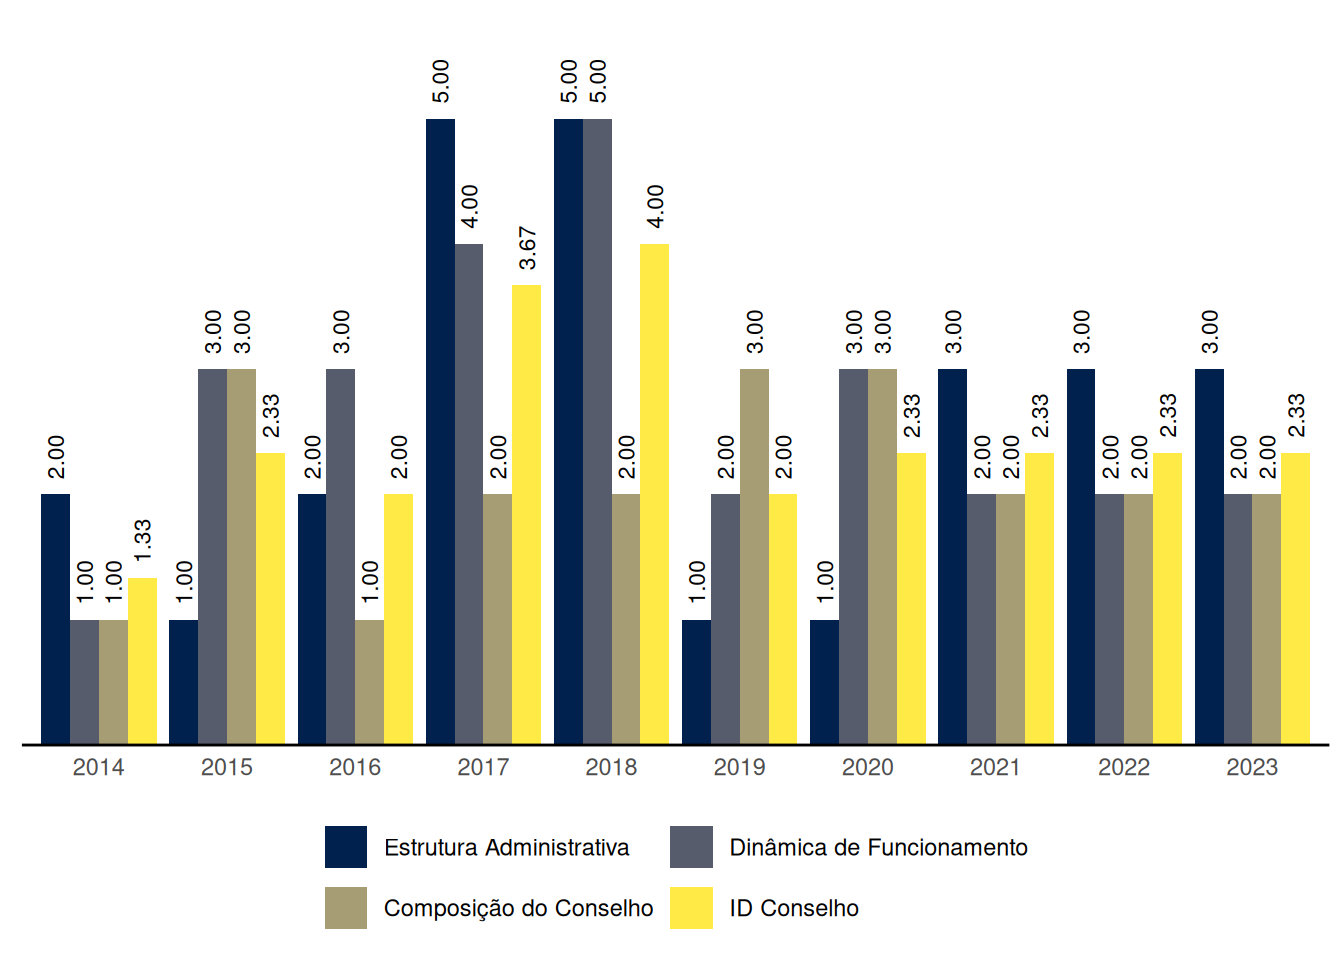 2.00 1.00 1.00 1.33
1.00 3.00 3.00 2.33
2.00 3.00 1.00 2.00
5.00 4.00 2.00 3.67
5.00 5.00 2.00 4.00
1.00 2.00 3.00 2.00
1.00 3.00 3.00 2.33
3.00 2.00 2.00 2.33
3.00 2.00 2.00 2.33
3.00 2.00 2.00 2.33
2014 2015 2016 2017 2018 2019 2020 2021 2022 2023
Estrutura Administrativa Dinâmica de Funcionamento
Composição do Conselho ID Conselho